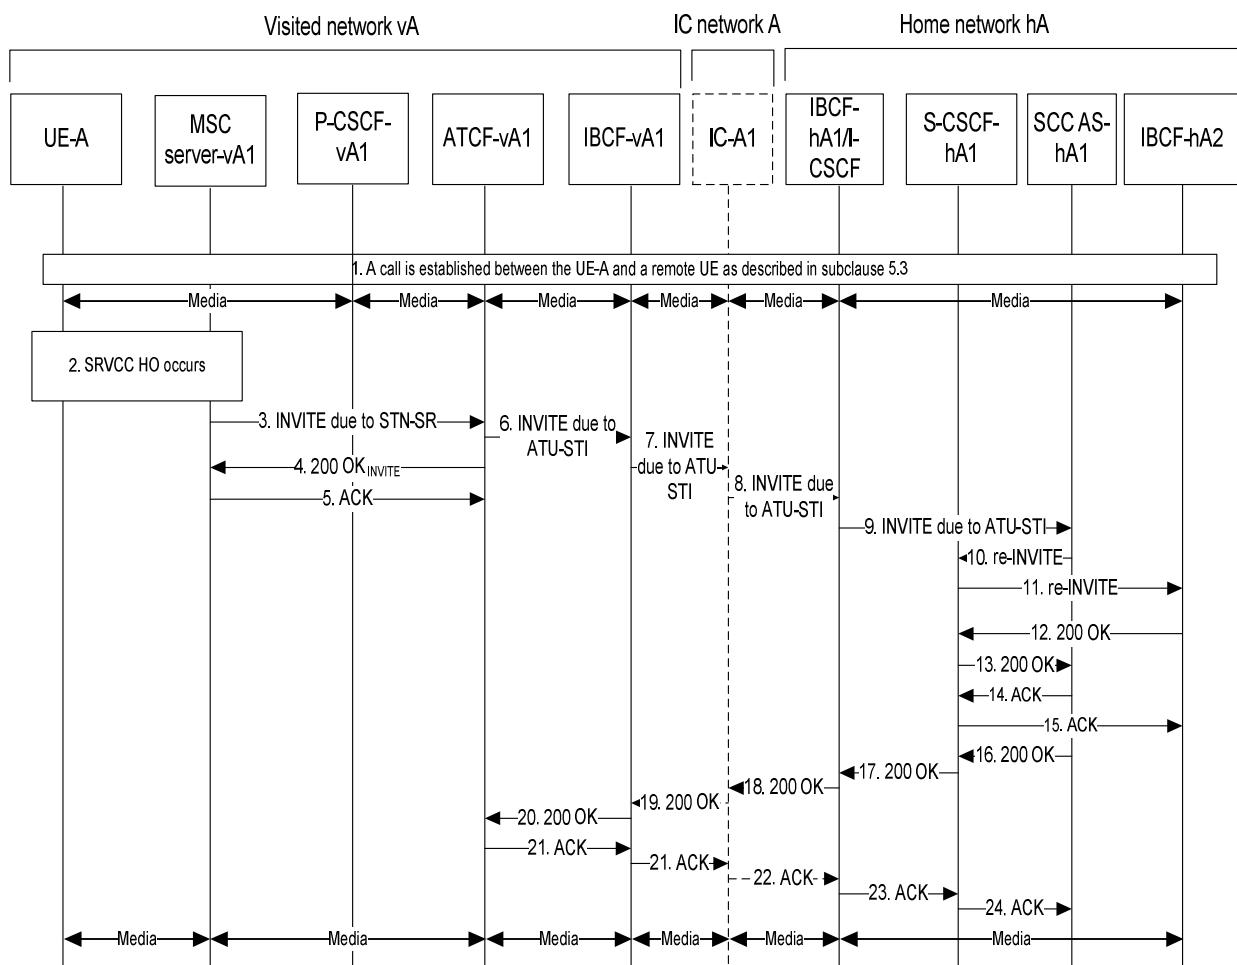 Visited network vA
IC network A
Home network hA
UE-A
MSC
server-vA1
P-CSCF-
vA1
ATCF-vA1
IBCF-vA1
IC-A1
IBCF-
hA1/I-
CSCF
S-CSCF-
hA1
SCC AS-
hA1
IBCF-hA2
1. A call is established between the UE-A and a remote UE as described in subclause 5.3
Media
Media
Media
Media
Media
Media
2. SRVCC HO occurs
3. INVITE due to STN-SR
6. INVITE due to
ATU-STI
7. INVITE
due to ATU-
STI
4. 200 OK INVITE
8. INVITE due
to ATU-STI
5. ACK
9. INVITE due to ATU-STI
10. re-INVITE
11. re-INVITE
12. 200 OK
13. 200 OK
14. ACK
15. ACK
16. 200 OK
17. 200 OK
18. 200 OK
19. 200 OK
20. 200 OK
21. ACK
21. ACK
22. ACK
23. ACK
24. ACK
Media
Media
Media
Media
Media
Media